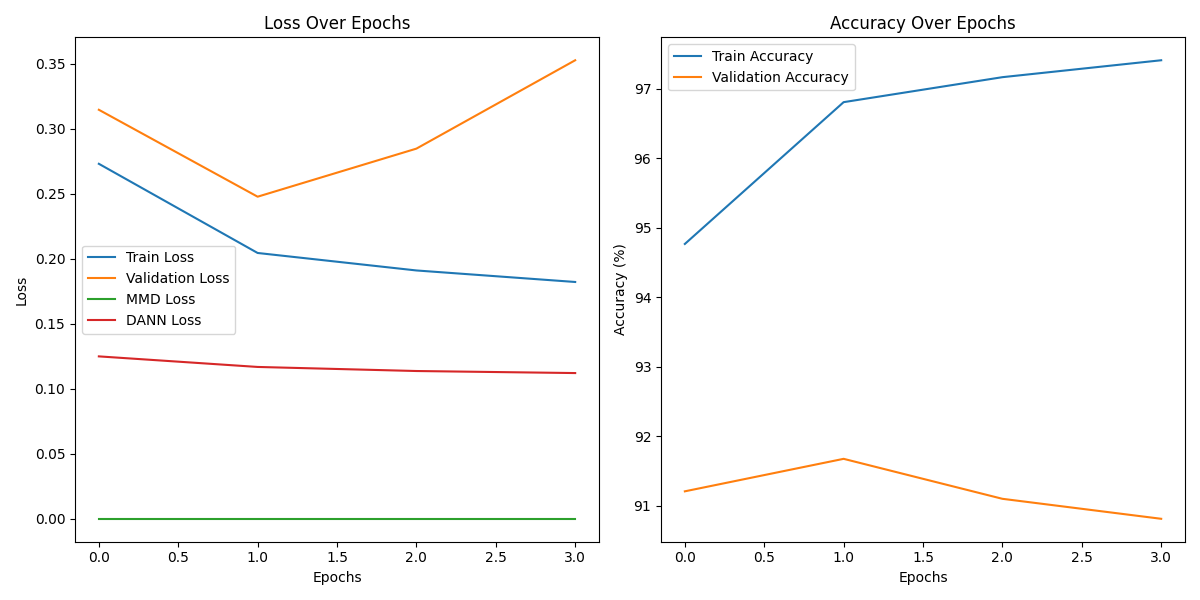 Loss Over Epochs
0.35
0.30
0.25
0.20
0.15
0.10
0.05
0.00
Loss
Train Loss
Validation Loss
MMD Loss
DANN Loss
0.0 0.5 1.0 1.5 2.0 2.5 3.0
Epochs
Accuracy Over Epochs
Train Accuracy
Validation Accuracy
97
96
95
94
93
92
91
Accuracy (%)
0.0 0.5 1.0 1.5 2.0 2.5 3.0
Epochs